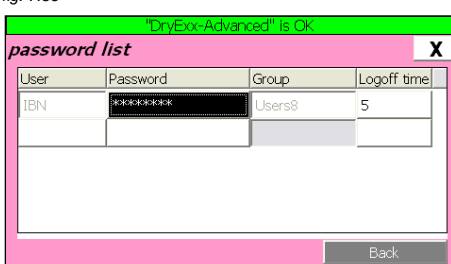 "DryExx-Advanced" is OK
password list X
User Password Group Logoff time
IBN ********* Users8 5
Back